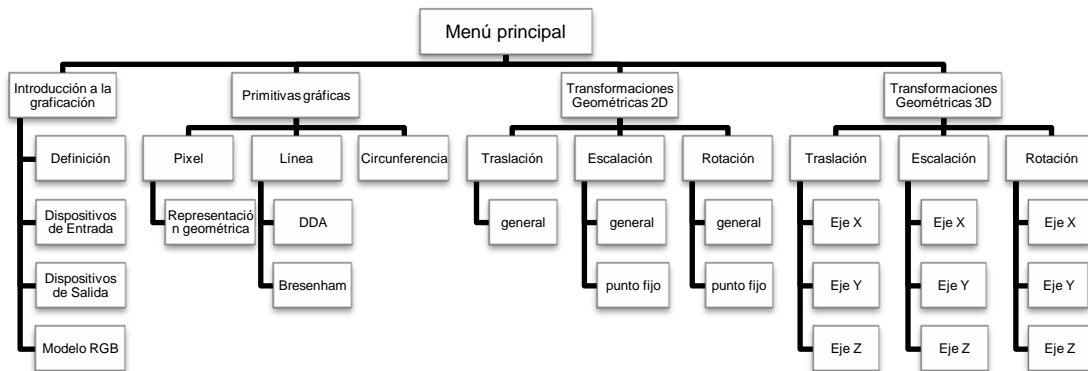 Menú principal
Introducción a la
graficación
Primitivas gráficas
Transformaciones
Geométricas 2D
Transformaciones
Geométricas 3D
Definición
Pixel
Línea
Circunferencia
Traslación
Escalación
Rotación
Traslación
Escalación
Rotación
Dispositivos
de Entrada
Representació
n geométrica
DDA
general
general
general
Eje X
Eje X
Eje X
Dispositivos
de Salida
Bresenham
punto fijo
punto fijo
Eje Y
Eje Y
Eje Y
Modelo RGB
Eje Z
Eje Z
Eje Z